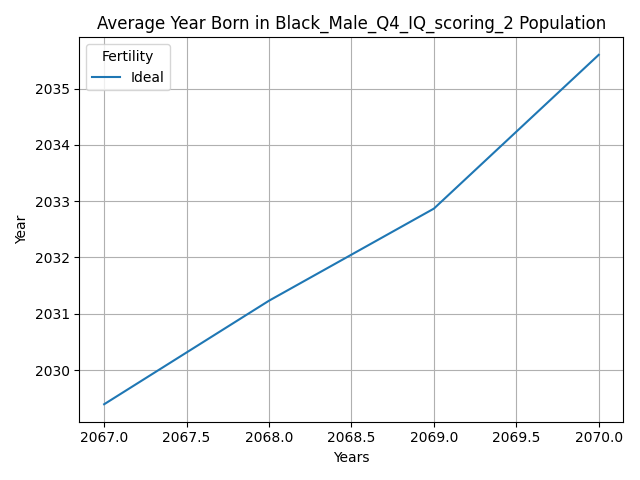 Average Year Born in Black_Male_Q4_IQ_scoring_2 Population
Fertility
Ideal
Year
2035
2034
2033
2032
2031
2030
2067.0 2067.5 2068.0 2068.5 2069.0 2069.5 2070.0
Years